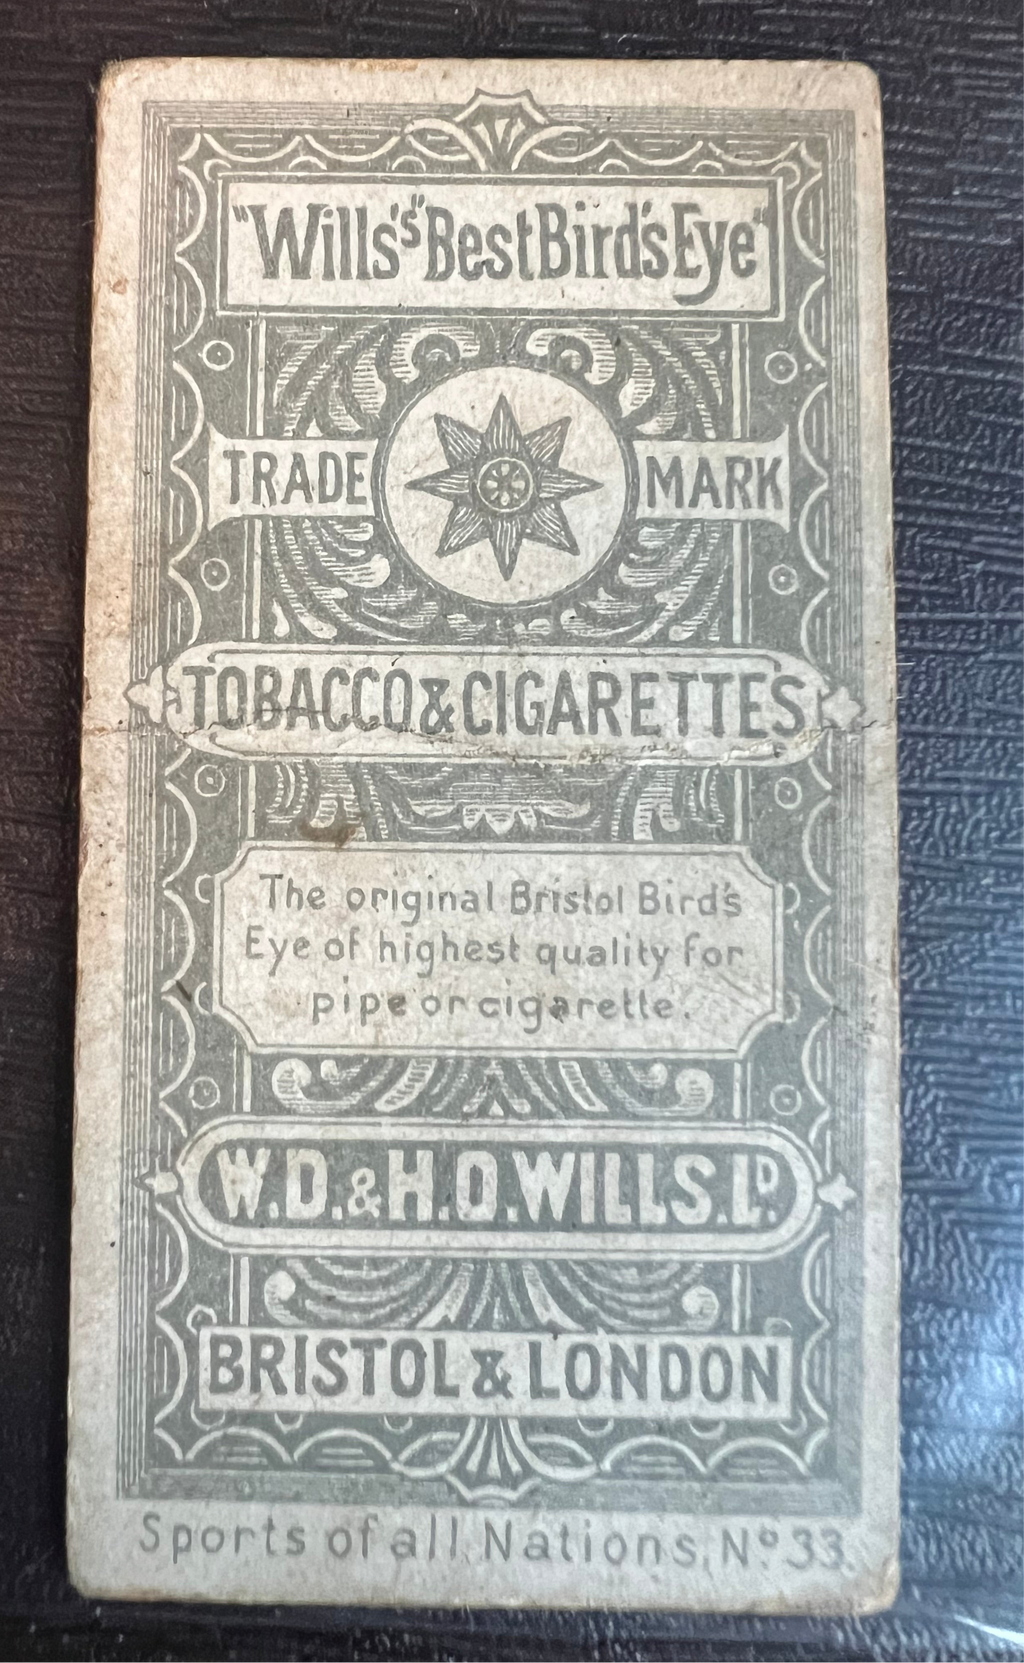 "Wills's" Best Bird's Eye"
TRADE MARK
TOBACCO & CIGARETTES
The original Bristol Bird's
Eye of highest quality for
pipe or cigarette.
W.D. & H.O. WILLS. LD.
BRISTOL & LONDON
Sports of all Nations, No. 33.